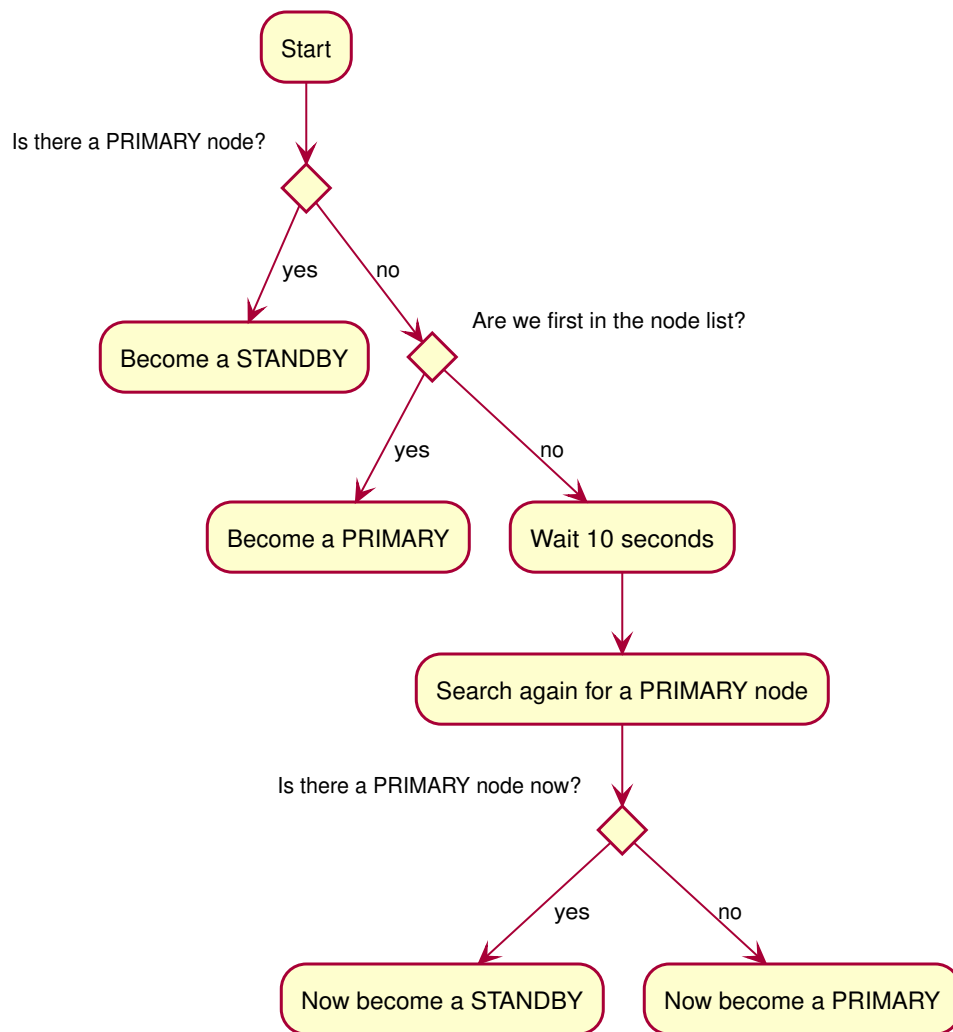 Start
Is there a PRIMARY node?
yes
no
Are we first in the node list?
Become a STANDBY
yes
no
Become a PRIMARY
Wait 10 seconds
Search again for a PRIMARY node
Is there a PRIMARY node now?
yes
no
Now become a STANDBY
Now become a PRIMARY